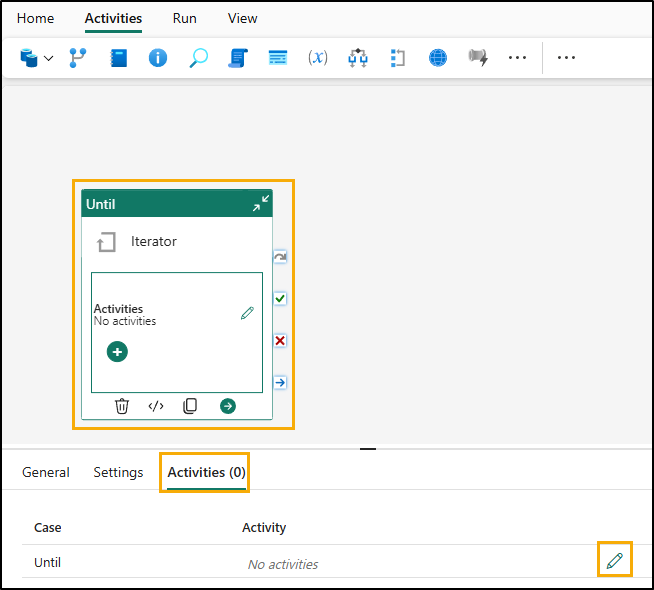 Home Activities Run View
(x)
Until
Iterator
Activities
No activities
General Settings Activities (0)
Case Activity
Until No activities